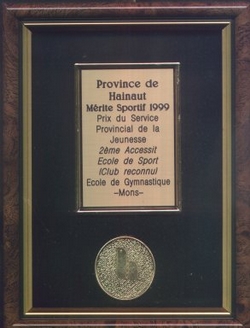 Province de
Hainaut
Mérite Sportif 1999
Prix du Service
Provincial de la
Jeunesse
2ème Accessit
Ecole de Sport
(Club reconnu)
Ecole de Gymnastique
-Mons-